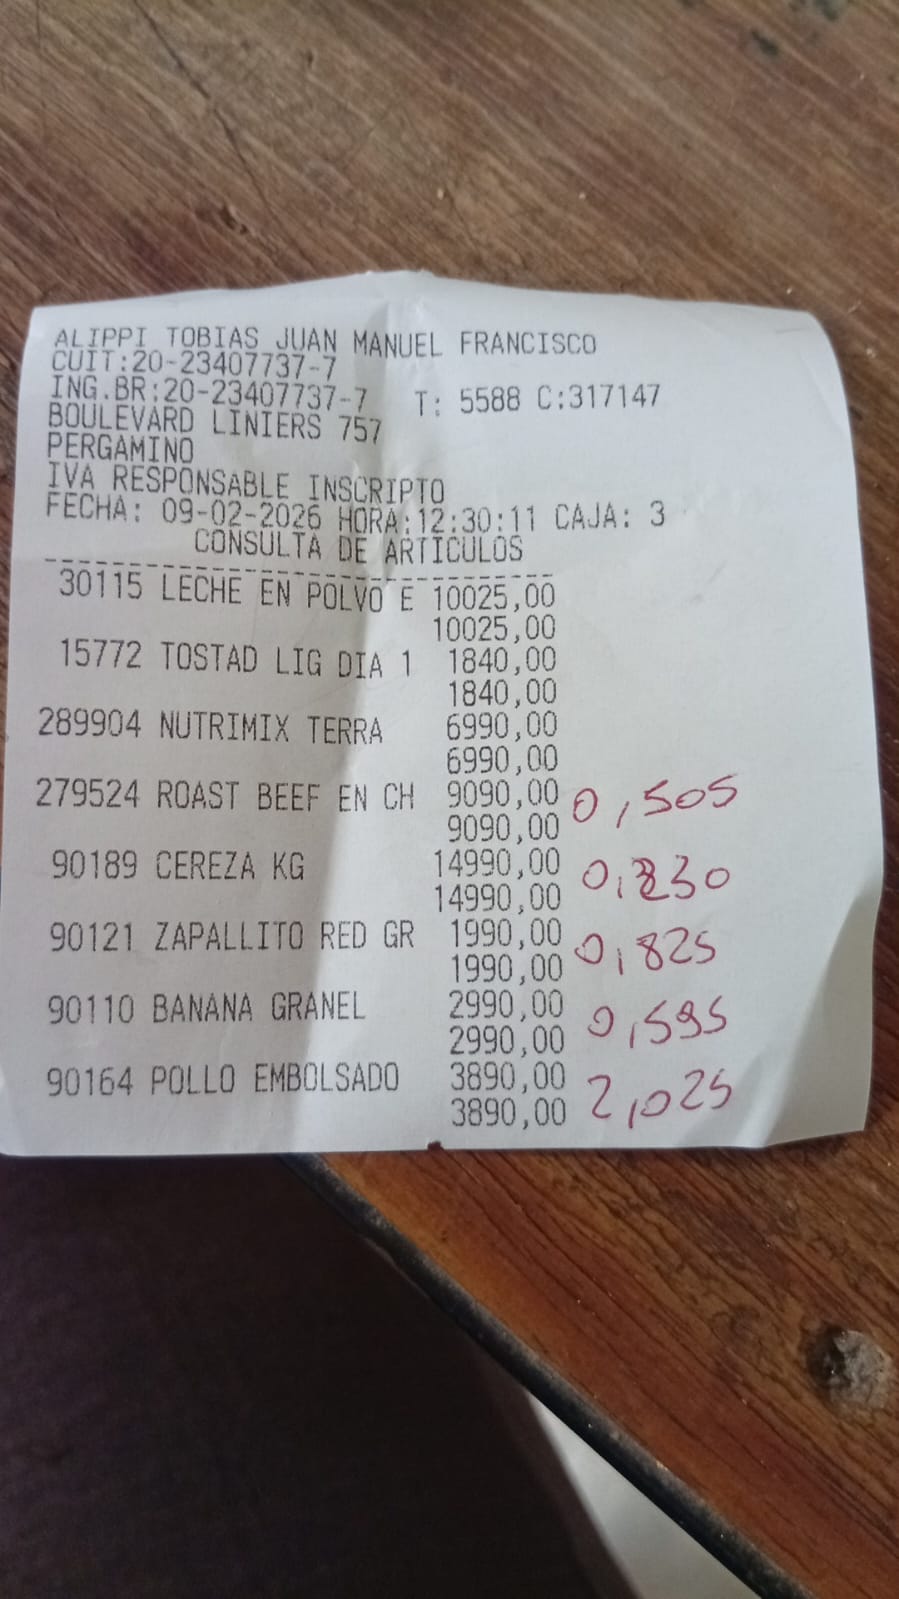 ALIPPI TOBIAS JUAN MANUEL FRANCISCO
CUIT:20-23407737-7
ING.BR:20-23407737-7 T: 5588 C:317147
BOULEVARD LINIERS 757
PERGAMINO
IVA RESPONSABLE INSCRIPTO
FECHA: 09-02-2026 HORA:12:30:11 CAJA: 3
CONSULTA DE ARTICULOS
30115 LECHE EN POLVO E 10025,00
10025,00
15772 TOSTAD LIG DIA 1 1840,00
1840,00
289904 NUTRIMIX TERRA 6990,00
6990,00
279524 ROAST BEEF EN CH 9090,00 0,505
9090,00
90189 CEREZA KG 14990,00
14990,00
90121 ZAPALLITO RED GR 1990,00 0,825
1990,00
90110 BANANA GRANEL 2990,00 0,595
2990,00
90164 POLLO EMBOLSADO 3890,00 2,025
3890,00